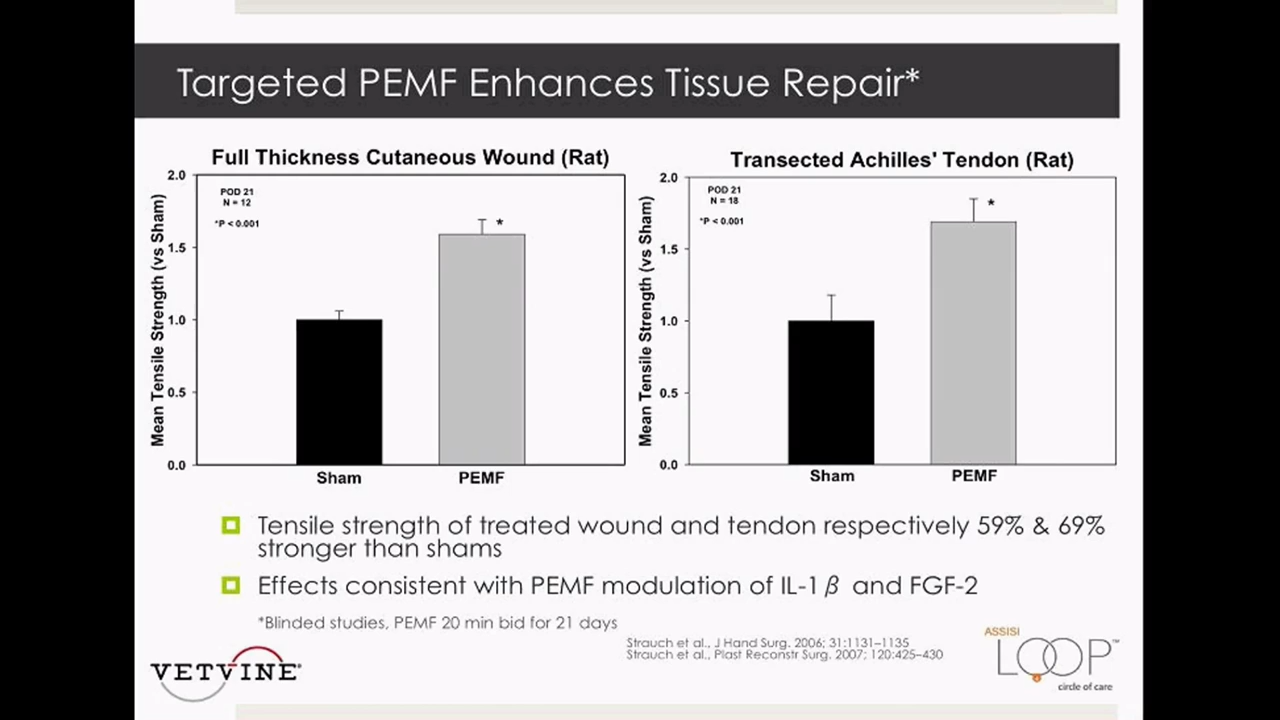 Targeted PEMF Enhances Tissue Repair*
Full Thickness Cutaneous Wound (Rat)
Mean Tensile Strength (vs Sham)
2.0
1.5
1.0
0.5
0.0
POD 21
N = 12
*P < 0.001
*
Sham
PEMF
Transected Achilles' Tendon (Rat)
Mean Tensile Strength (vs Sham)
2.0
1.5
1.0
0.5
0.0
POD 21
N = 18
*P < 0.001
*
Sham
PEMF
Tensile strength of treated wound and tendon respectively 59% & 69%
stronger than shams
Effects consistent with PEMF modulation of IL-1β and FGF-2
*Blinded studies, PEMF 20 min bid for 21 days
Strauch et al., J Hand Surg. 2006; 31:1131–1135
Strauch et al., Plast Reconstr Surg. 2007; 120:425–430
VETVINE®
ASSISI
LOOP™
circle of care